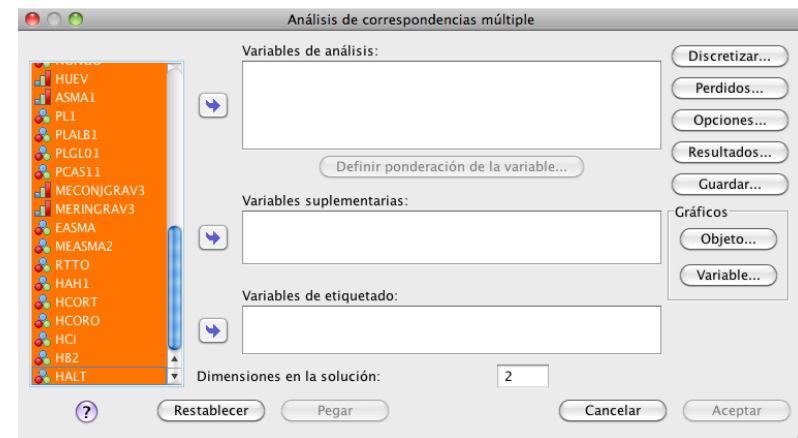 Análisis de correspondencias múltiple
Variables de análisis:
Discretizar...
HUEV
ASMA1
Perdidos...
PL1
PLALB1
Opciones...
PLGL01
PCAS11
Resultados...
Definir ponderación de la variable...
MECONJGRAV3
Guardar...
MERINGRAV3
Variables suplementarias:
Gráficos
EASMA
MEASMA2
Objeto...
RTTO
HAH1
Variable...
HCORT
Variables de etiquetado:
HCORO
HCI
HB2
HALT
Dimensiones en la solución:
2
?
Restablecer
Pegar
Cancelar
Aceptar